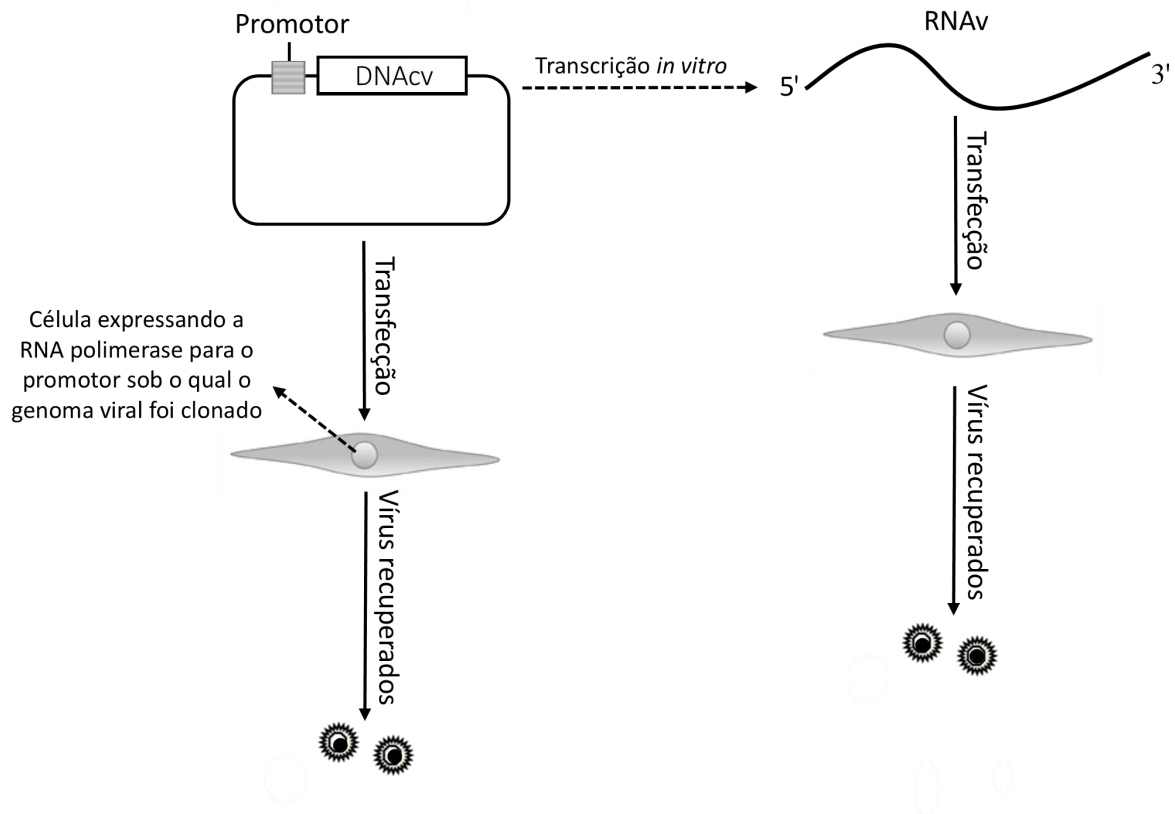 Promotor
DNAcv
Transcrição in vitro
RNAv
5'
3'
Transfecção
Transfecção
Célula expressando a
RNA polimerase para o
promotor sob o qual o
genoma viral foi clonado
Vírus recuperados
Vírus recuperados